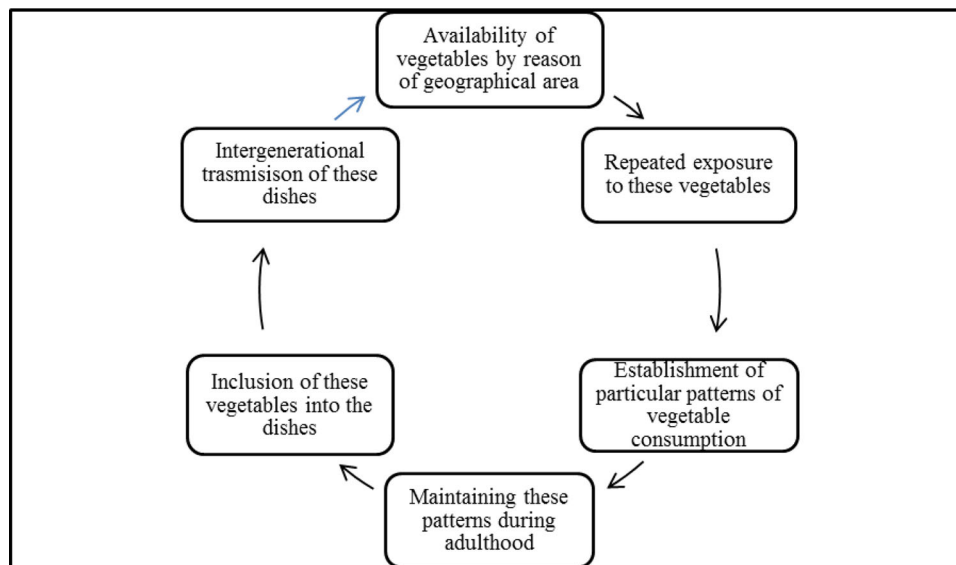 Availability of
vegetables by reason
of geographical area
Repeated exposure
to these vegetables
Establishment of
particular patterns of
vegetable
consumption
Maintaining these
patterns during
adulthood
Inclusion of these
vegetables into the
dishes
Intergenerational
trasmisison of these
dishes